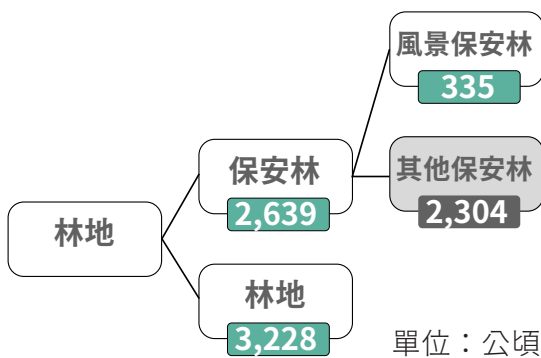 風景保安林
335
保安林
2,639
其他保安林
2,304
林地
林地
3,228
單位：公頃